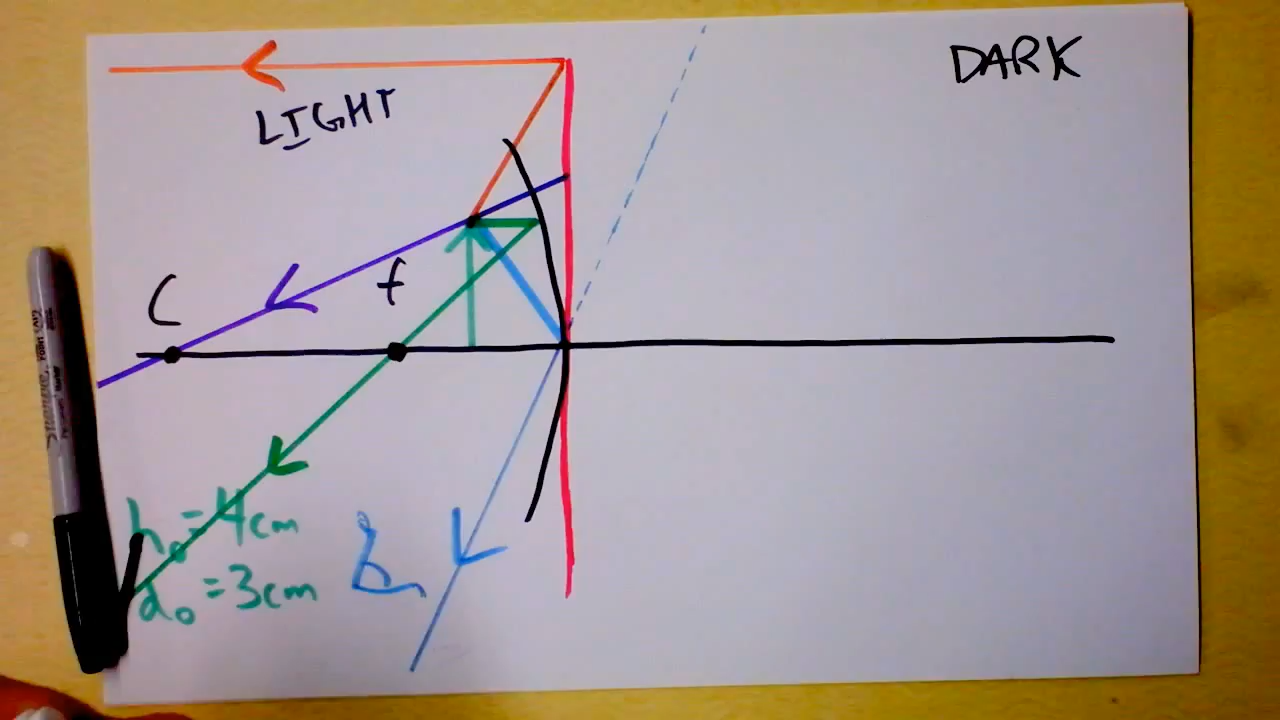 DARK
LIGHT
C
f
h₀ = 4cm
d₀ = 3cm